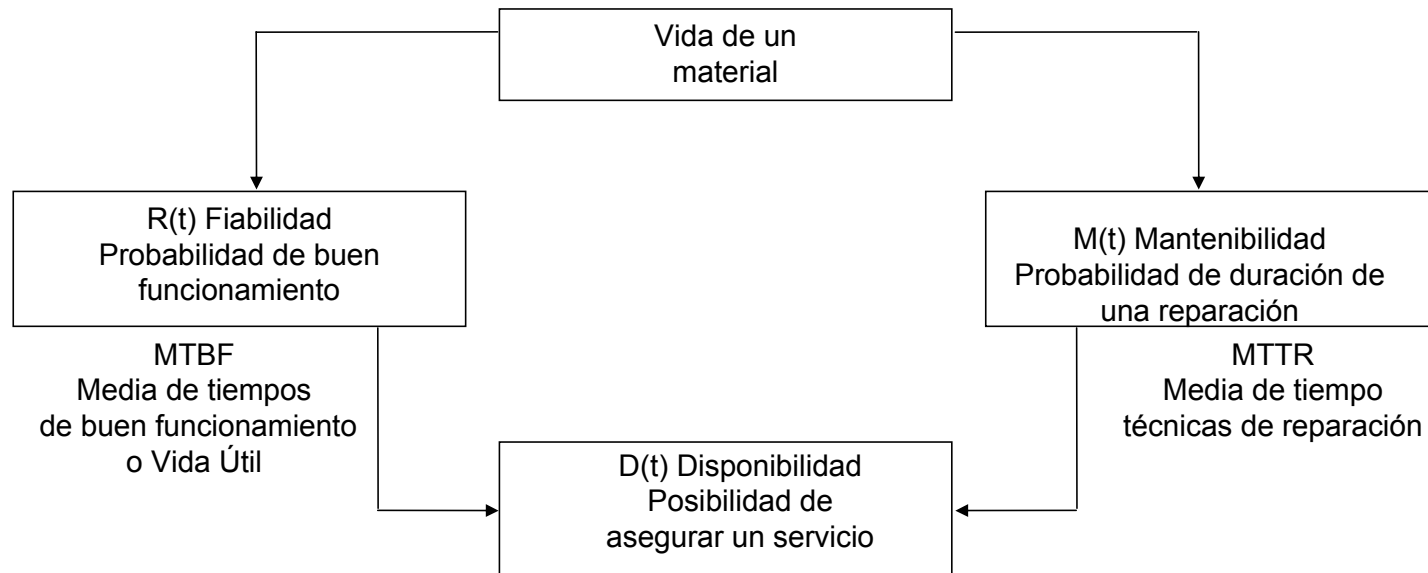 Vida de un
material
R(t) Fiabilidad
Probabilidad de buen
funcionamiento
M(t) Mantenibilidad
Probabilidad de duración de
una reparación
MTBF
Media de tiempos
de buen funcionamiento
o Vida Útil
MTTR
Media de tiempo
técnicas de reparación
D(t) Disponibilidad
Posibilidad de
asegurar un servicio